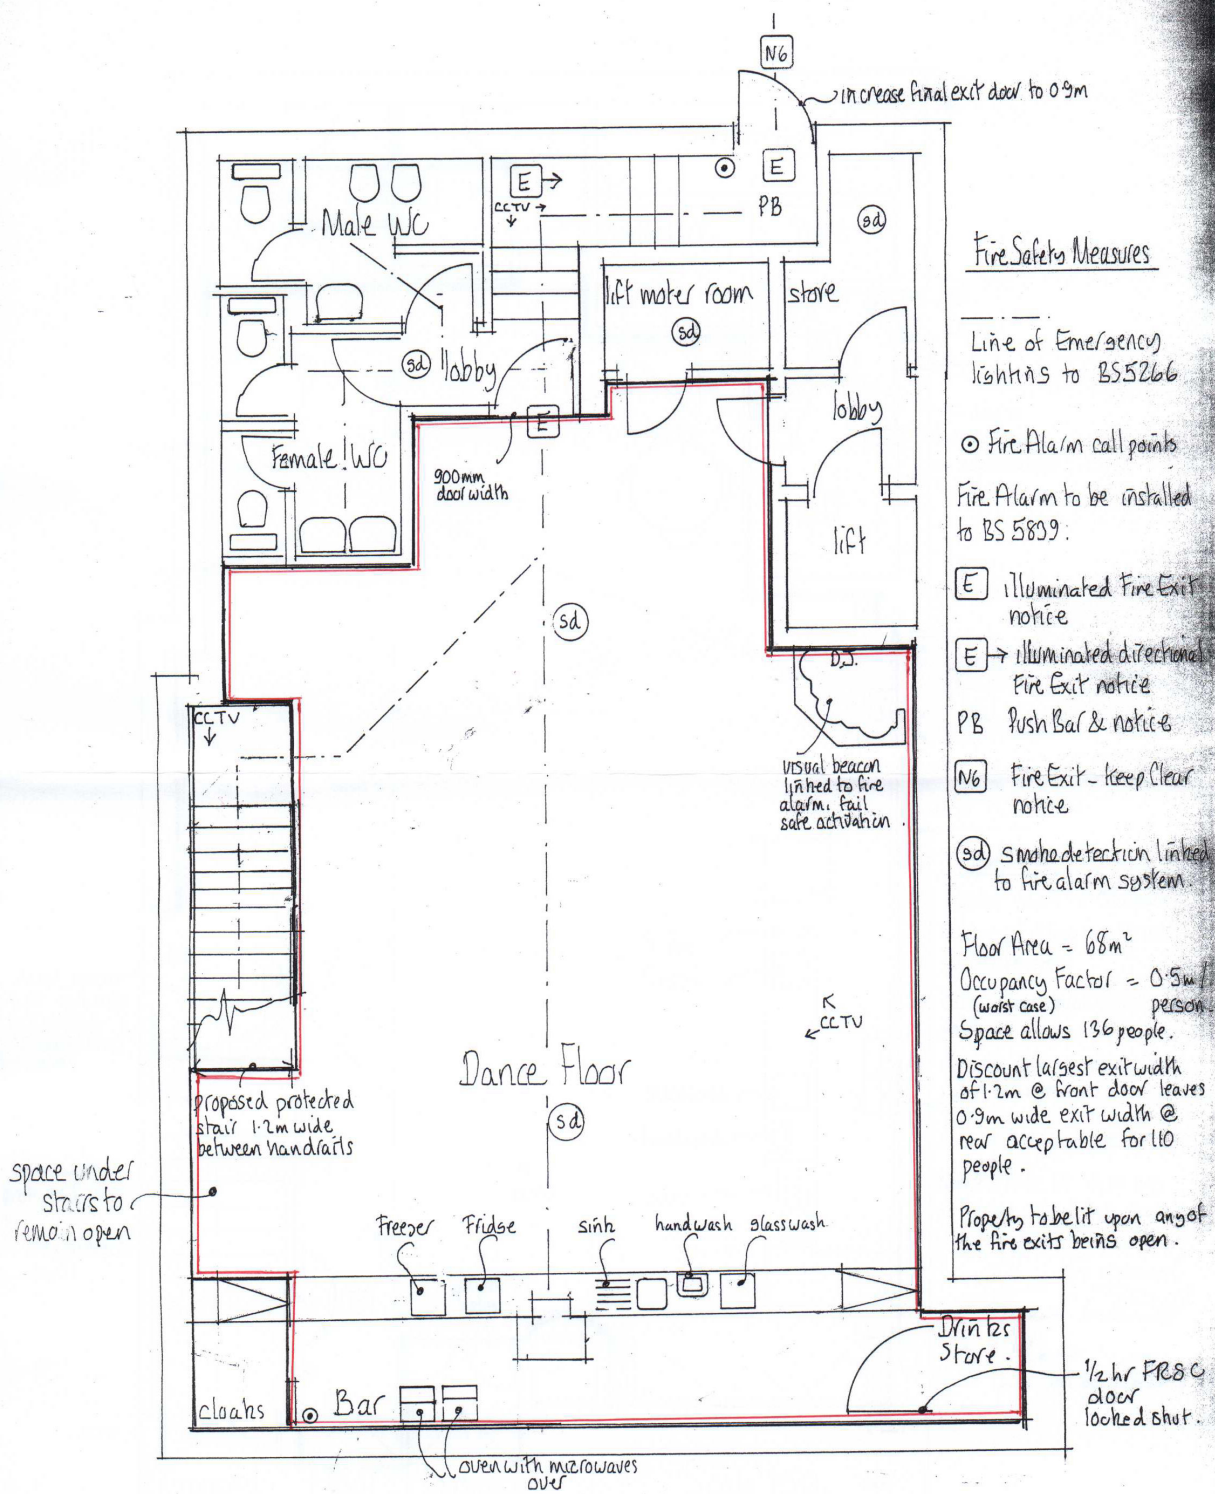 N6
increase final exit door to 0.9m
E
E →
CCTV →
↓
PB
sd
Male WC
lift moter room
store
sd
sd
lobby
lobby
E
900mm
door width
Female WC
lift
sd
D.J.
CCTV
↓
visual beacon
linked to fire
alarm. fail
safe activation.
CCTV
Dance Floor
sd
proposed protected
stair 1.2m wide
between handrails
space under
stairs to
remain open
Freezer
Fridge
sink
handwash
glasswash
Drinks
Store.
1/2 hr FRSC
door
locked shut.
cloaks
Bar
oven with microwaves
over
Fire Safety Measures
Line of Emergency
lighting to BS5266
Fire Alarm call points
Fire Alarm to be installed
to BS 5839.
E illuminated Fire Exit
notice
E → illuminated directional
Fire Exit notice
PB Push Bar & notice
N6 Fire Exit - Keep Clear
notice
sd smoke detection linked
to fire alarm system.
Floor Area = 68m²
Occupancy Factor = 0.5m/
(worst case) person.
Space allows 136 people.
Discount largest exit width
of 1.2m @ front door leaves
0.9m wide exit width @
rear acceptable for 110
people.
Property to be lit upon any of
the fire exits being open.